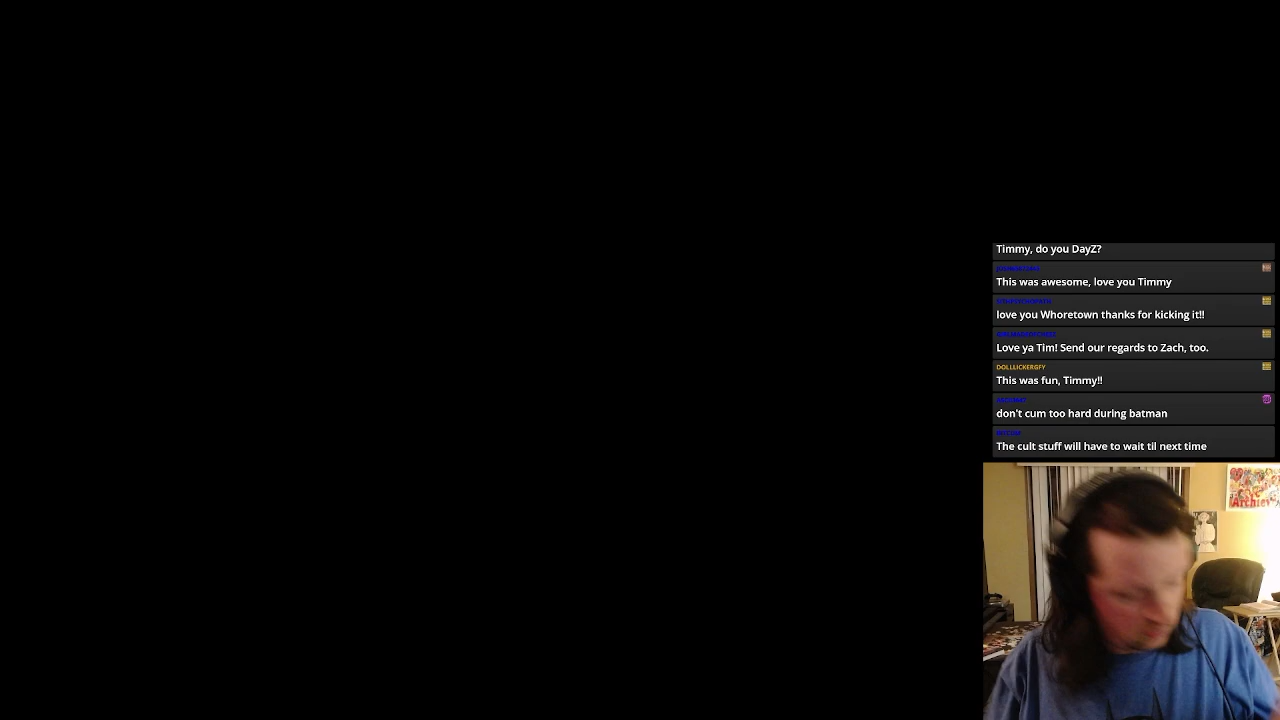 Timmy, do you DayZ?
This was awesome, love you Timmy
love you Whoretown thanks for kicking it!!
Love ya Tim! Send our regards to Zach, too.
DOLLLICKERGFY
This was fun, Timmy!!
don't cum too hard during batman
The cult stuff will have to wait til next time
Archies